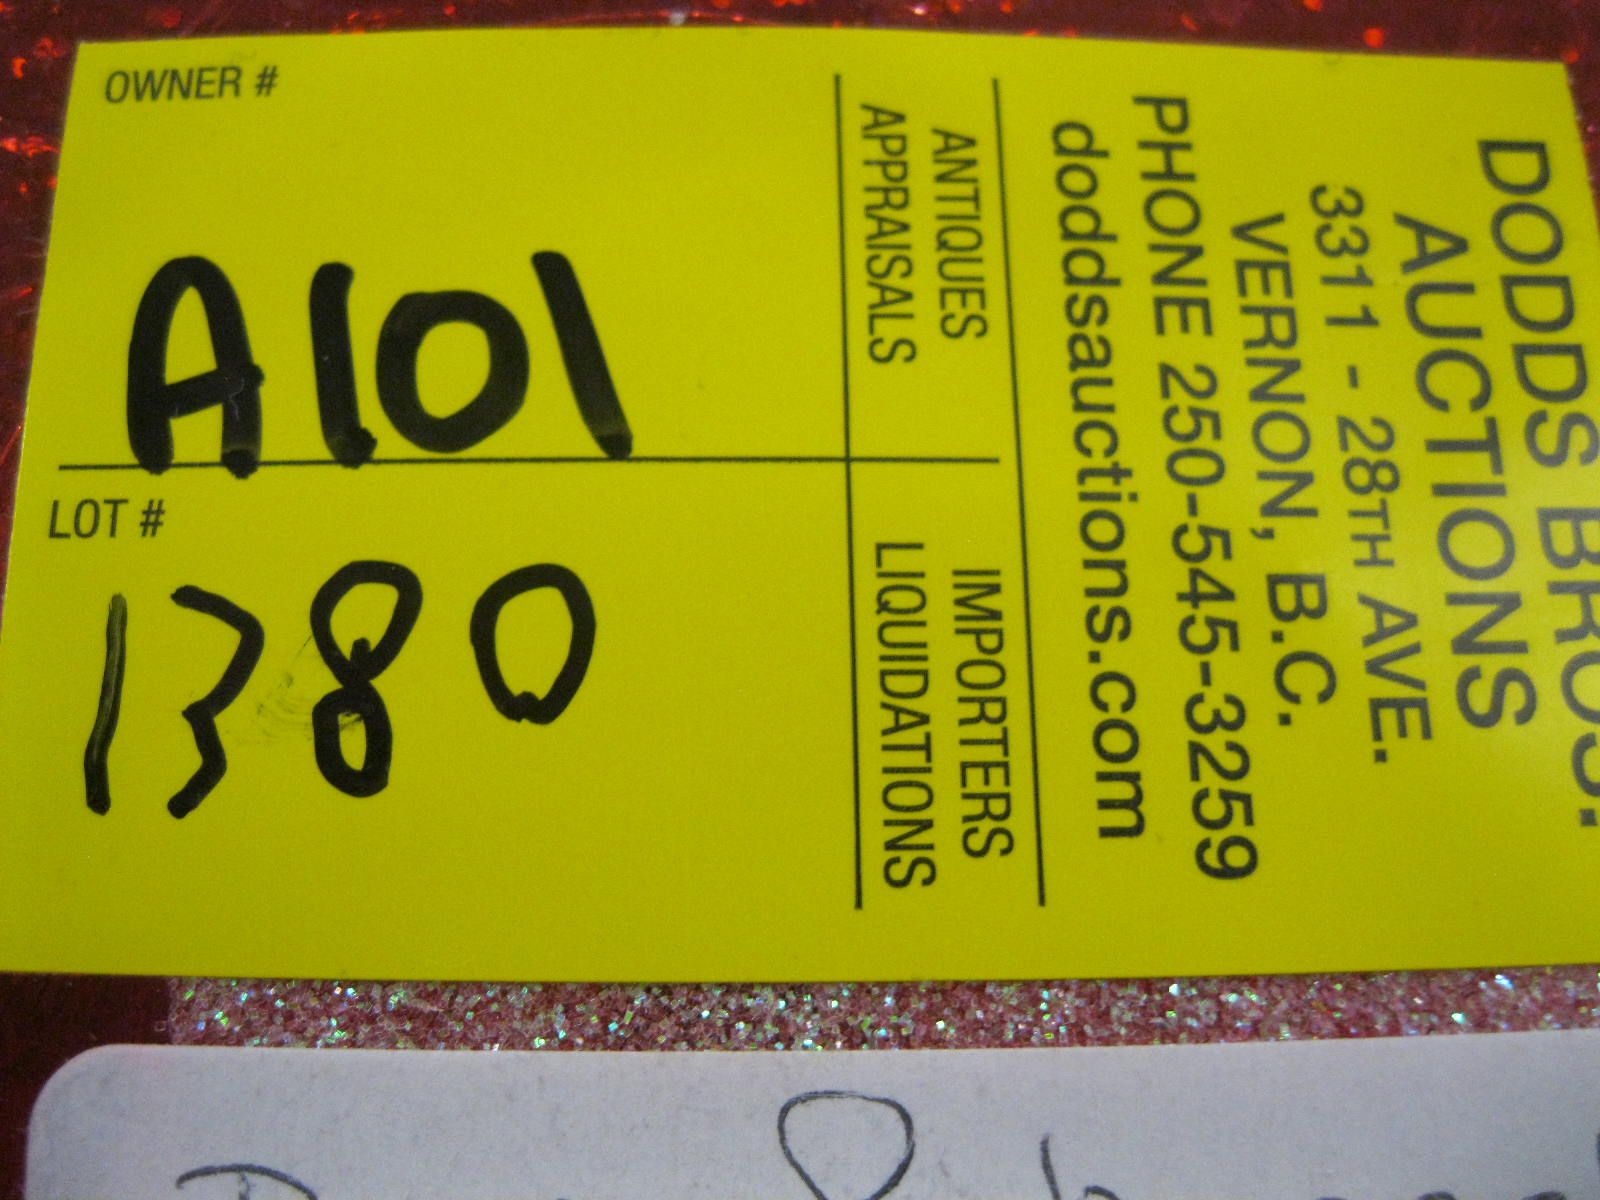 OWNER #
A101
LOT #
1380
DODDS BROS.
AUCTIONS
3311 - 28TH AVE.
VERNON, B.C.
PHONE 250-545-3259
doddsauctions.com
ANTIQUES
APPRAISALS
IMPORTERS
LIQUIDATIONS